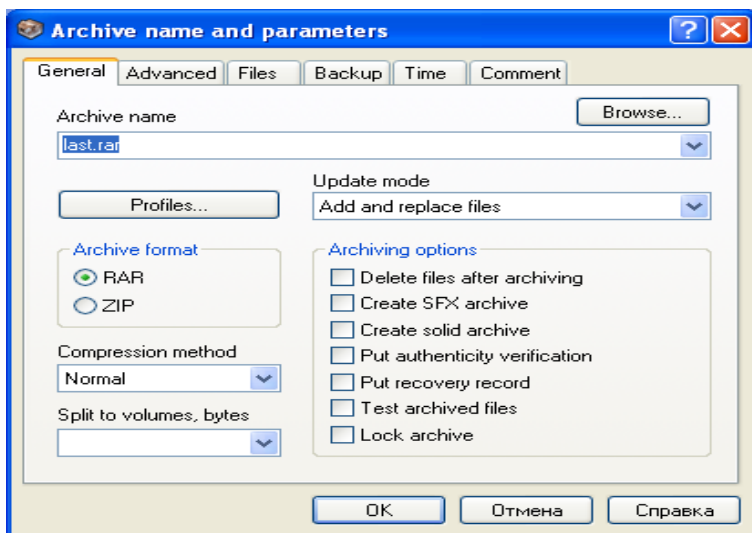 Archive name and parameters
General Advanced Files Backup Time Comment
Archive name
Browse...
last.rar
Update mode
Profiles...
Add and replace files
Archive format
RAR
ZIP
Compression method
Normal
Split to volumes, bytes
Archiving options
Delete files after archiving
Create SFX archive
Create solid archive
Put authenticity verification
Put recovery record
Test archived files
Lock archive
OK Отмена Справка